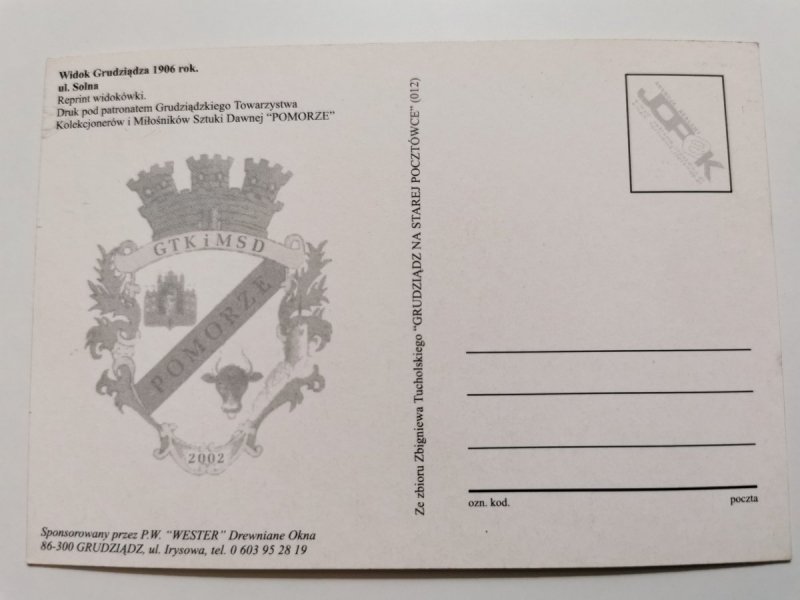 Widok Grudziądza 1906 rok.
ul. Solna
Reprint widokówki.
Druk pod patronatem Grudziądzkiego Towarzystwa
Kolekcjonerów i Miłośników Sztuki Dawnej "POMORZE"
GTKiMSD
POMORZE
2002
Sponsorowany przez P.W. "WESTER" Drewniane Okna
86-300 GRUDZIĄDZ, ul. Irysowa, tel. 0 603 95 28 19
Ze zbioru Zbigniewa Tucholskiego "GRUDZIĄDZ NA STAREJ POCZTÓWCE" (012)
JOPEK
ozn. kod.
poczta